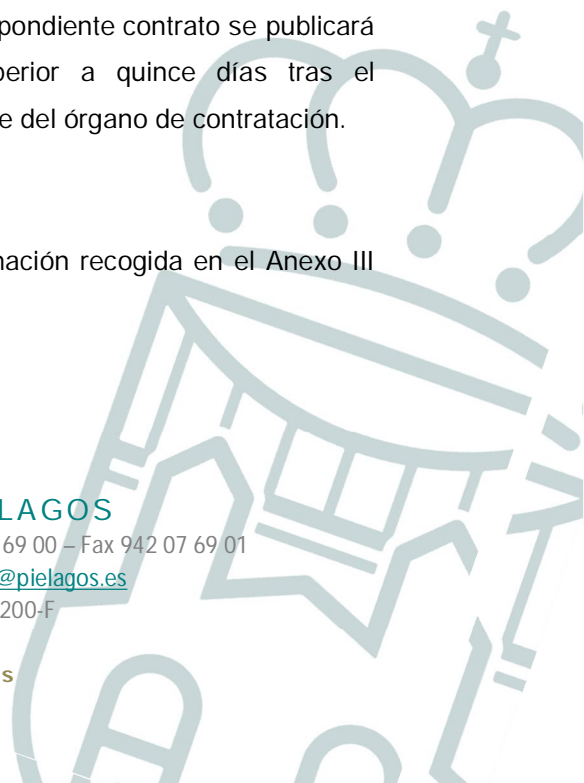 pondiente contrato se publicará
perior a quince días tras el
e del órgano de contratación.
nación recogida en el Anexo III
LAGOS
69 00 – Fax 942 07 69 01
@pielagos.es
200-F
s